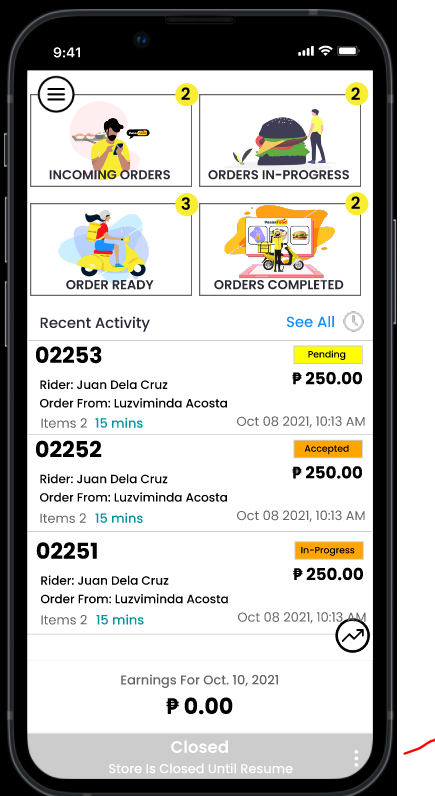 9:41
2
2
INCOMING ORDERS
ORDERS IN-PROGRESS
3
2
ORDER READY
ORDERS COMPLETED
Recent Activity
See All
02253
Pending
₱ 250.00
Rider: Juan Dela Cruz
Order From: Luzviminda Acosta
Items 2 15 mins
Oct 08 2021, 10:13 AM
02252
Accepted
₱ 250.00
Rider: Juan Dela Cruz
Order From: Luzviminda Acosta
Items 2 15 mins
Oct 08 2021, 10:13 AM
02251
In-Progress
₱ 250.00
Rider: Juan Dela Cruz
Order From: Luzviminda Acosta
Items 2 15 mins
Oct 08 2021, 10:13 AM
Earnings For Oct. 10, 2021
₱ 0.00
Closed
Store Is Closed Until Resume